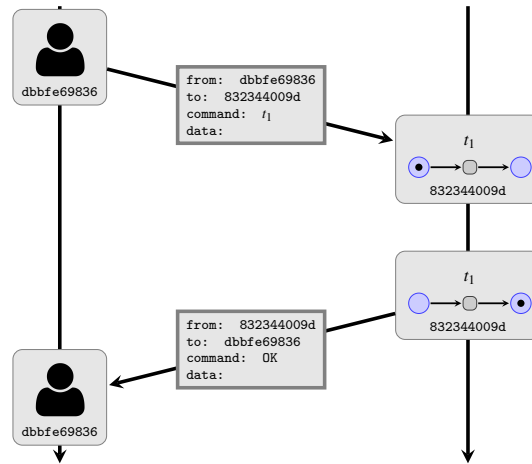 dbbfe69836
from: dbbfe69836
to: 832344009d
command: t₁
data:
t₁
832344009d
t₁
832344009d
from: 832344009d
to: dbbfe69836
command: OK
data:
dbbfe69836